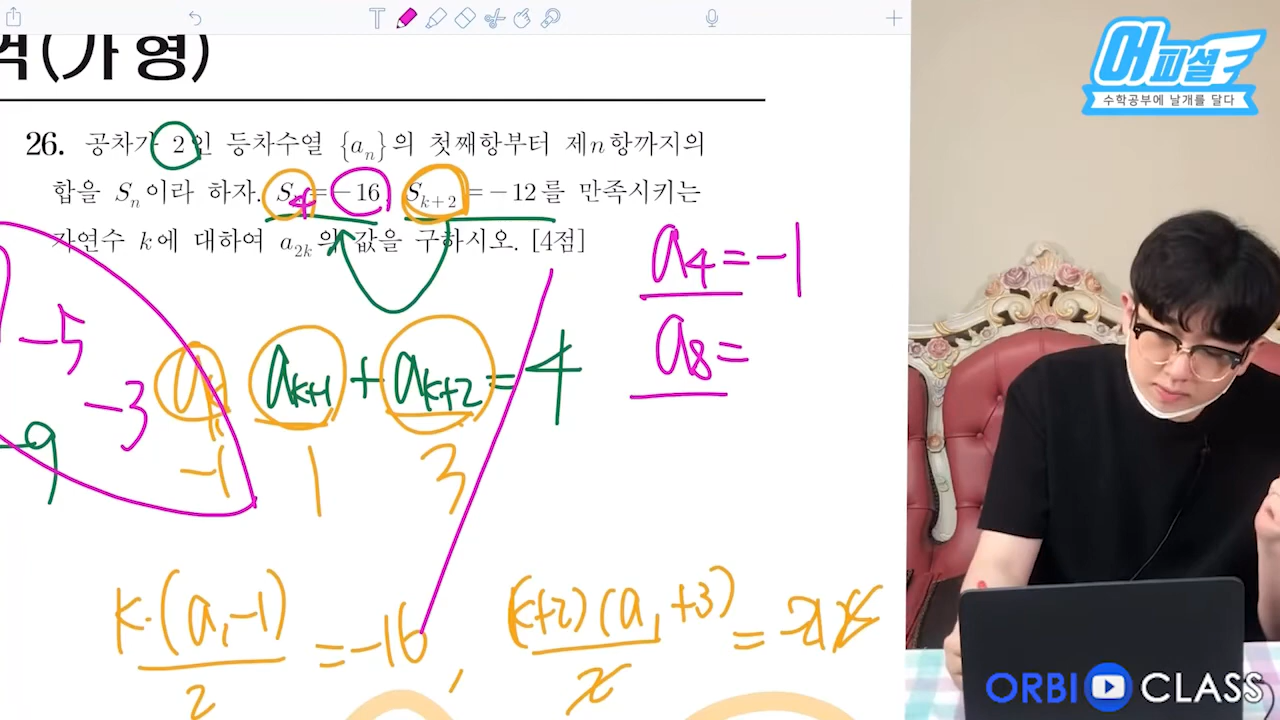 역(가 형)
어피셜
수학공부에 날개를 달다
26. 공차가 2인 등차수열 {aₙ}의 첫째항부터 제n항까지의
합을 Sₙ이라 하자. S₄=-16, Sₖ₊₂=-12를 만족시키는
자연수 k에 대하여 a₂ₖ의 값을 구하시오. [4점]
a₄=-1
a₈=
-5
-3
-9
aₖ aₖ₊₁+aₖ₊₂=4
-1 1 3
k·(a₁-1)/2=-16, (k+2)(a₁+3)/2=
ORBI CLASS